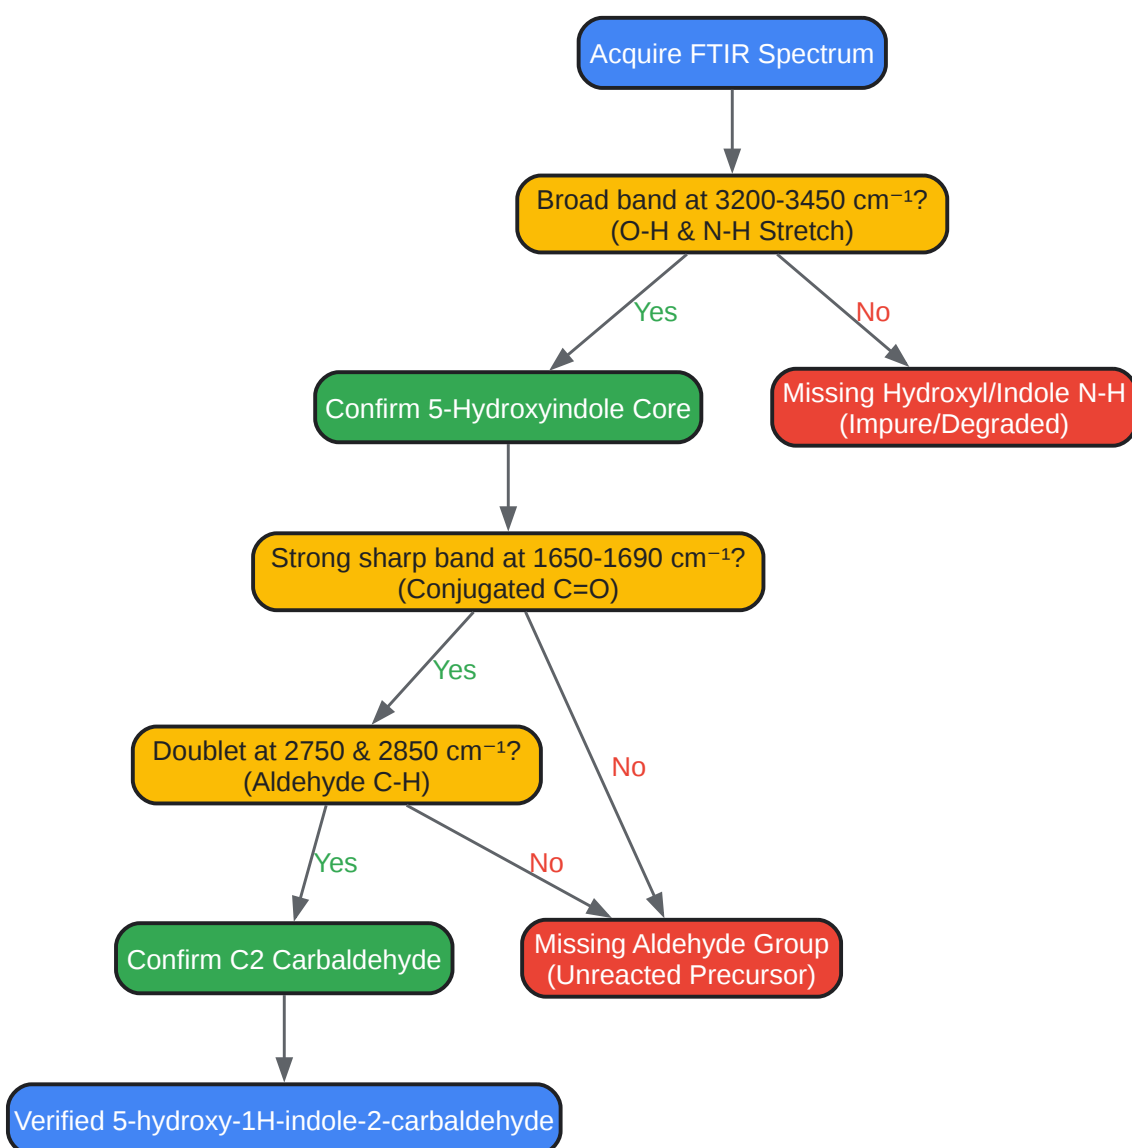 Acquire FTIR Spectrum
Broad band at 3200-3450 cm⁻¹?
(O-H & N-H Stretch)
Yes
No
Confirm 5-Hydroxyindole Core
Missing Hydroxyl/Indole N-H
(Impure/Degraded)
Strong sharp band at 1650-1690 cm⁻¹?
(Conjugated C=O)
Yes
No
Doublet at 2750 & 2850 cm⁻¹?
(Aldehyde C-H)
Yes
No
Confirm C2 Carbaldehyde
Missing Aldehyde Group
(Unreacted Precursor)
Verified 5-hydroxy-1H-indole-2-carbaldehyde